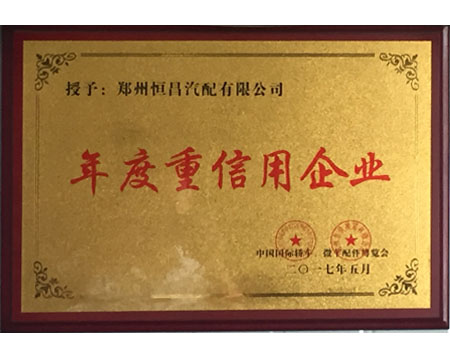 授予：郑州恒昌汽配有限公司
年度重信用企业
中国国际轿车、微车配件博览会
二〇一七年五月